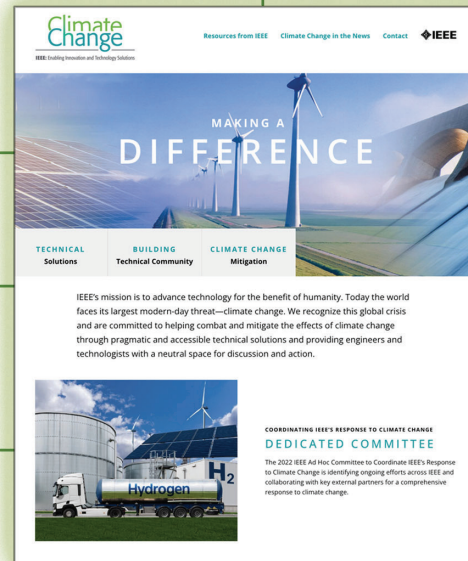 Climate
Change
IEEE: Enabling Innovation and Technology Solutions
Resources from IEEE Climate Change in the News Contact IEEE
MAKING A
DIFFERENCE
TECHNICAL
Solutions
BUILDING
Technical Community
CLIMATE CHANGE
Mitigation
IEEE's mission is to advance technology for the benefit of humanity. Today the world
faces its largest modern-day threat—climate change. We recognize this global crisis
and are committed to helping combat and mitigate the effects of climate change
through pragmatic and accessible technical solutions and providing engineers and
technologists with a neutral space for discussion and action.
H2
Hydrogen
COORDINATING IEEE'S RESPONSE TO CLIMATE CHANGE
DEDICATED COMMITTEE
The 2022 IEEE Ad Hoc Committee to Coordinate IEEE's Response
to Climate Change is identifying ongoing efforts across IEEE and
collaborating with key external partners for a comprehensive
response to climate change.